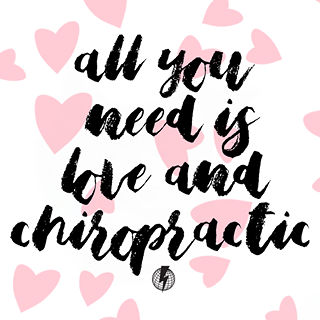 all you
need is
love and
chiropractic